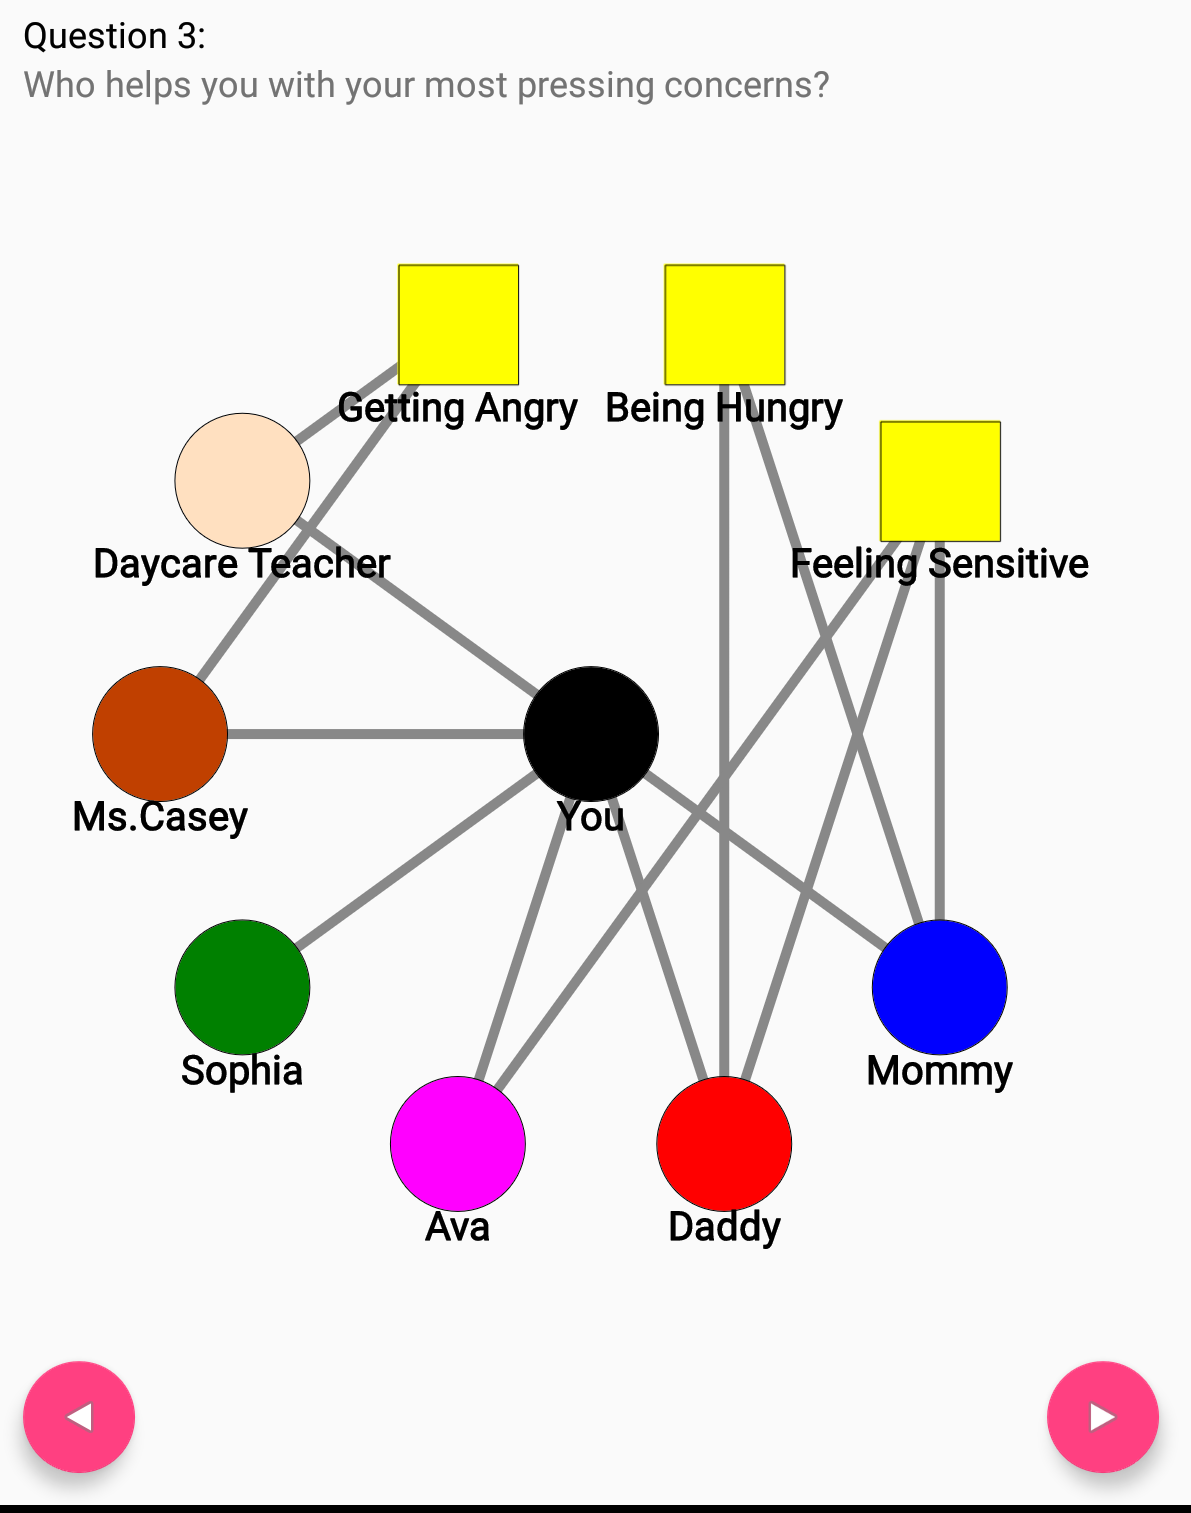 Question 3:
Who helps you with your most pressing concerns?
Getting Angry
Being Hungry
Daycare Teacher
Feeling Sensitive
Ms.Casey
You
Sophia
Mommy
Ava
Daddy